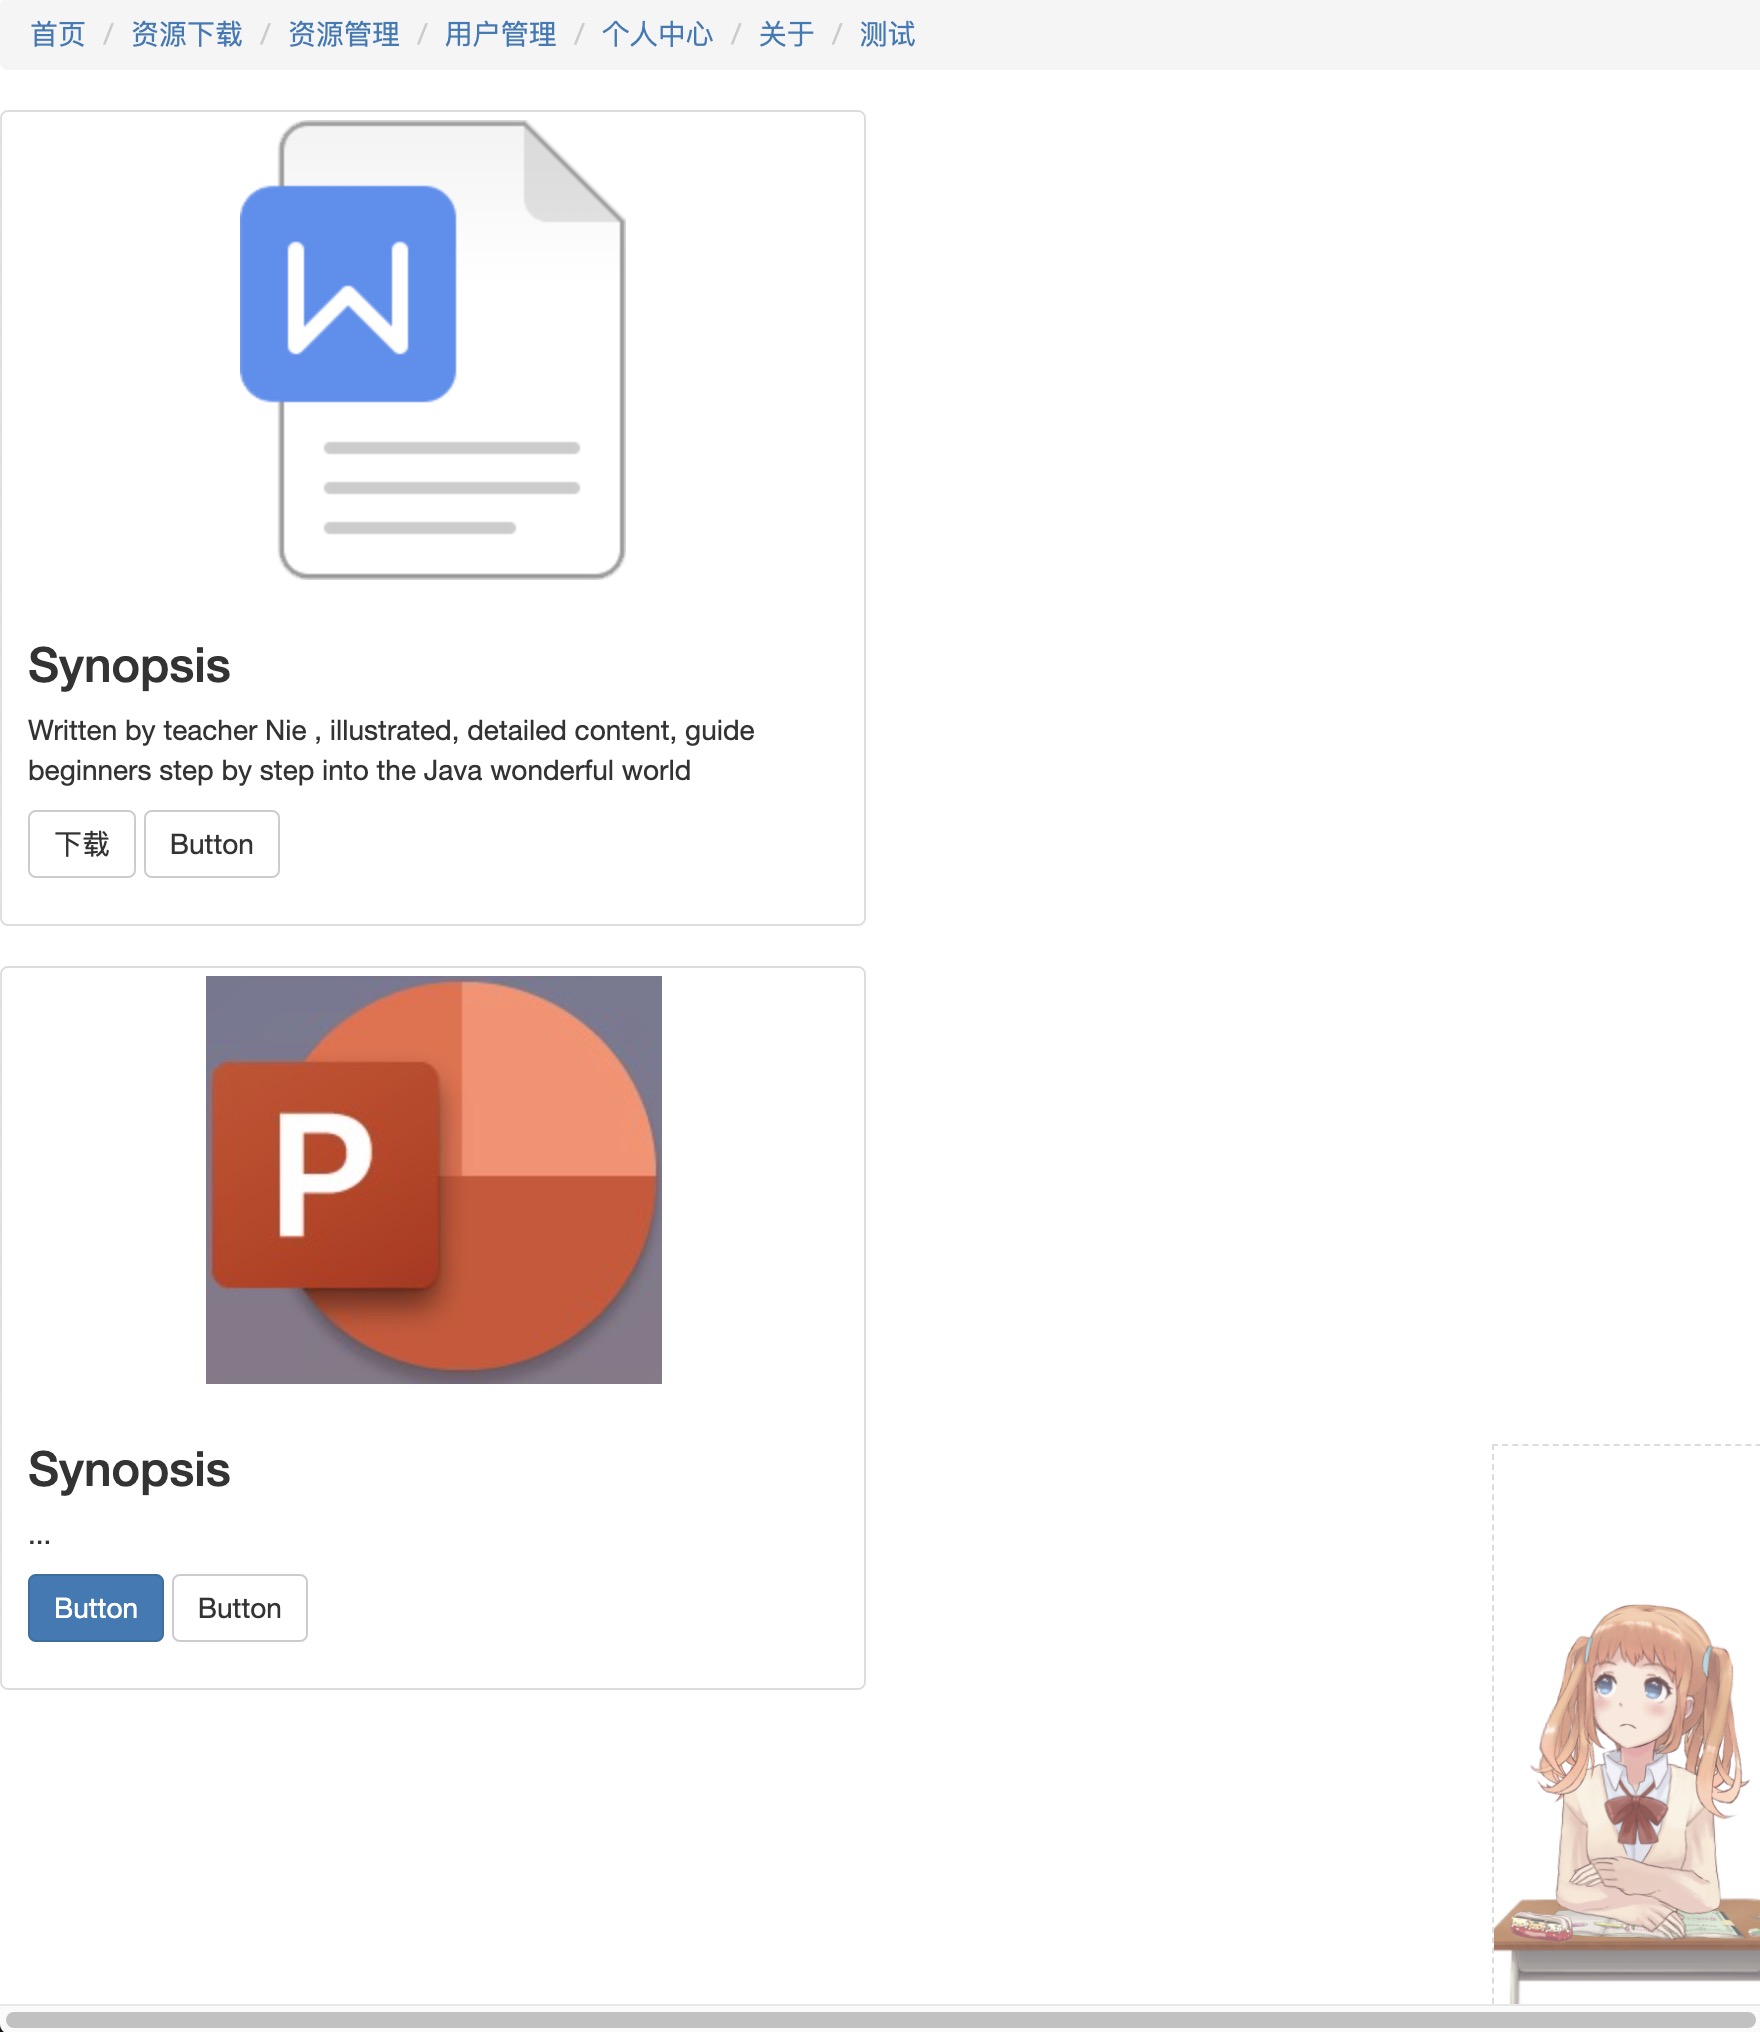 首页 / 资源下载 / 资源管理 / 用户管理 / 个人中心 / 关于 / 测试
W
Synopsis
Written by teacher Nie , illustrated, detailed content, guide
beginners step by step into the Java wonderful world
下载 Button
P
Synopsis
...
Button Button